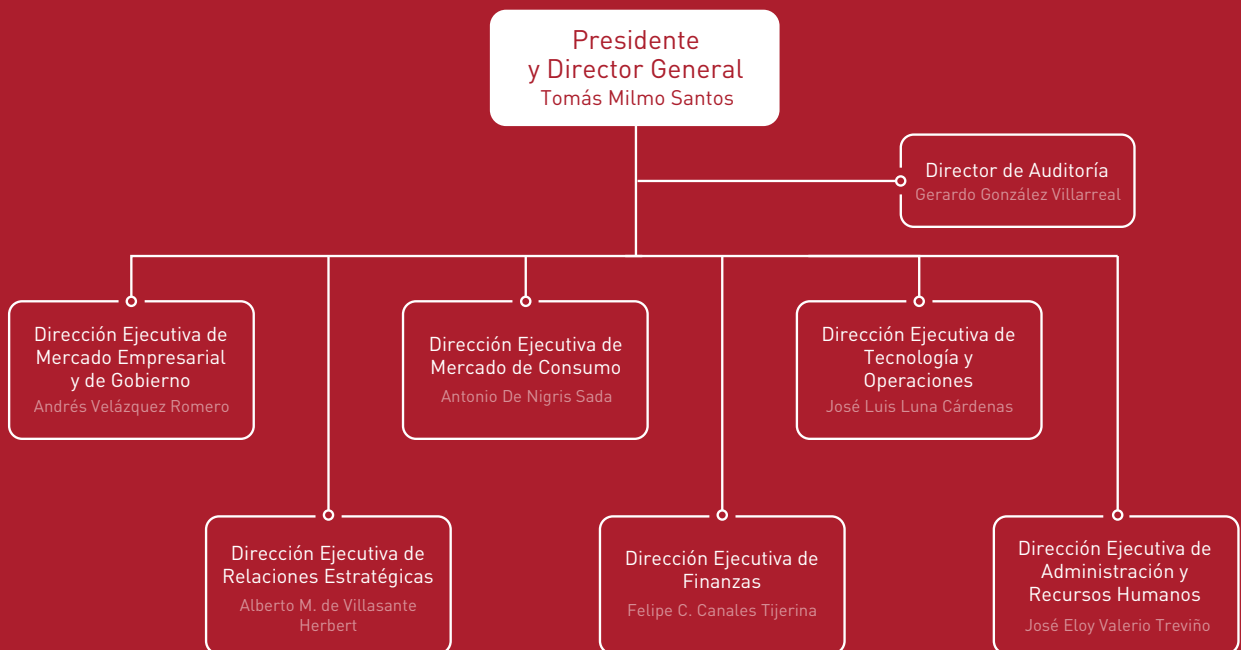 Presidente
y Director General
Tomás Milmo Santos
Director de Auditoría
Gerardo González Villarreal
Dirección Ejecutiva de
Mercado Empresarial
y de Gobierno
Andrés Velázquez Romero
Dirección Ejecutiva de
Mercado de Consumo
Antonio De Nigris Sada
Dirección Ejecutiva de
Tecnología y
Operaciones
José Luis Luna Cárdenas
Dirección Ejecutiva de
Relaciones Estratégicas
Alberto M. de Villasante
Herbert
Dirección Ejecutiva de
Finanzas
Felipe C. Canales Tijerina
Dirección Ejecutiva de
Administración y
Recursos Humanos
José Eloy Valerio Treviño